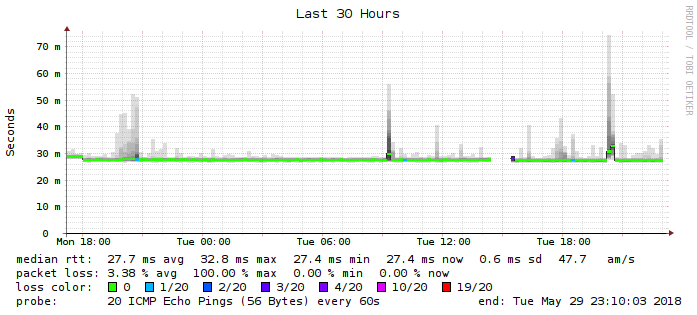 Last 30 Hours
RRDTOOL / TOBI OETIKER
Seconds
70 m
60 m
50 m
40 m
30 m
20 m
10 m
0
Mon 18:00 Tue 00:00 Tue 06:00 Tue 12:00 Tue 18:00
median rtt: 27.7 ms avg 32.8 ms max 27.4 ms min 27.4 ms now 0.6 ms sd 47.7 am/s
packet loss: 3.38 % avg 100.00 % max 0.00 % min 0.00 % now
loss color: 0 1/20 2/20 3/20 4/20 10/20 19/20
probe: 20 ICMP Echo Pings (56 Bytes) every 60s end: Tue May 29 23:10:03 2018